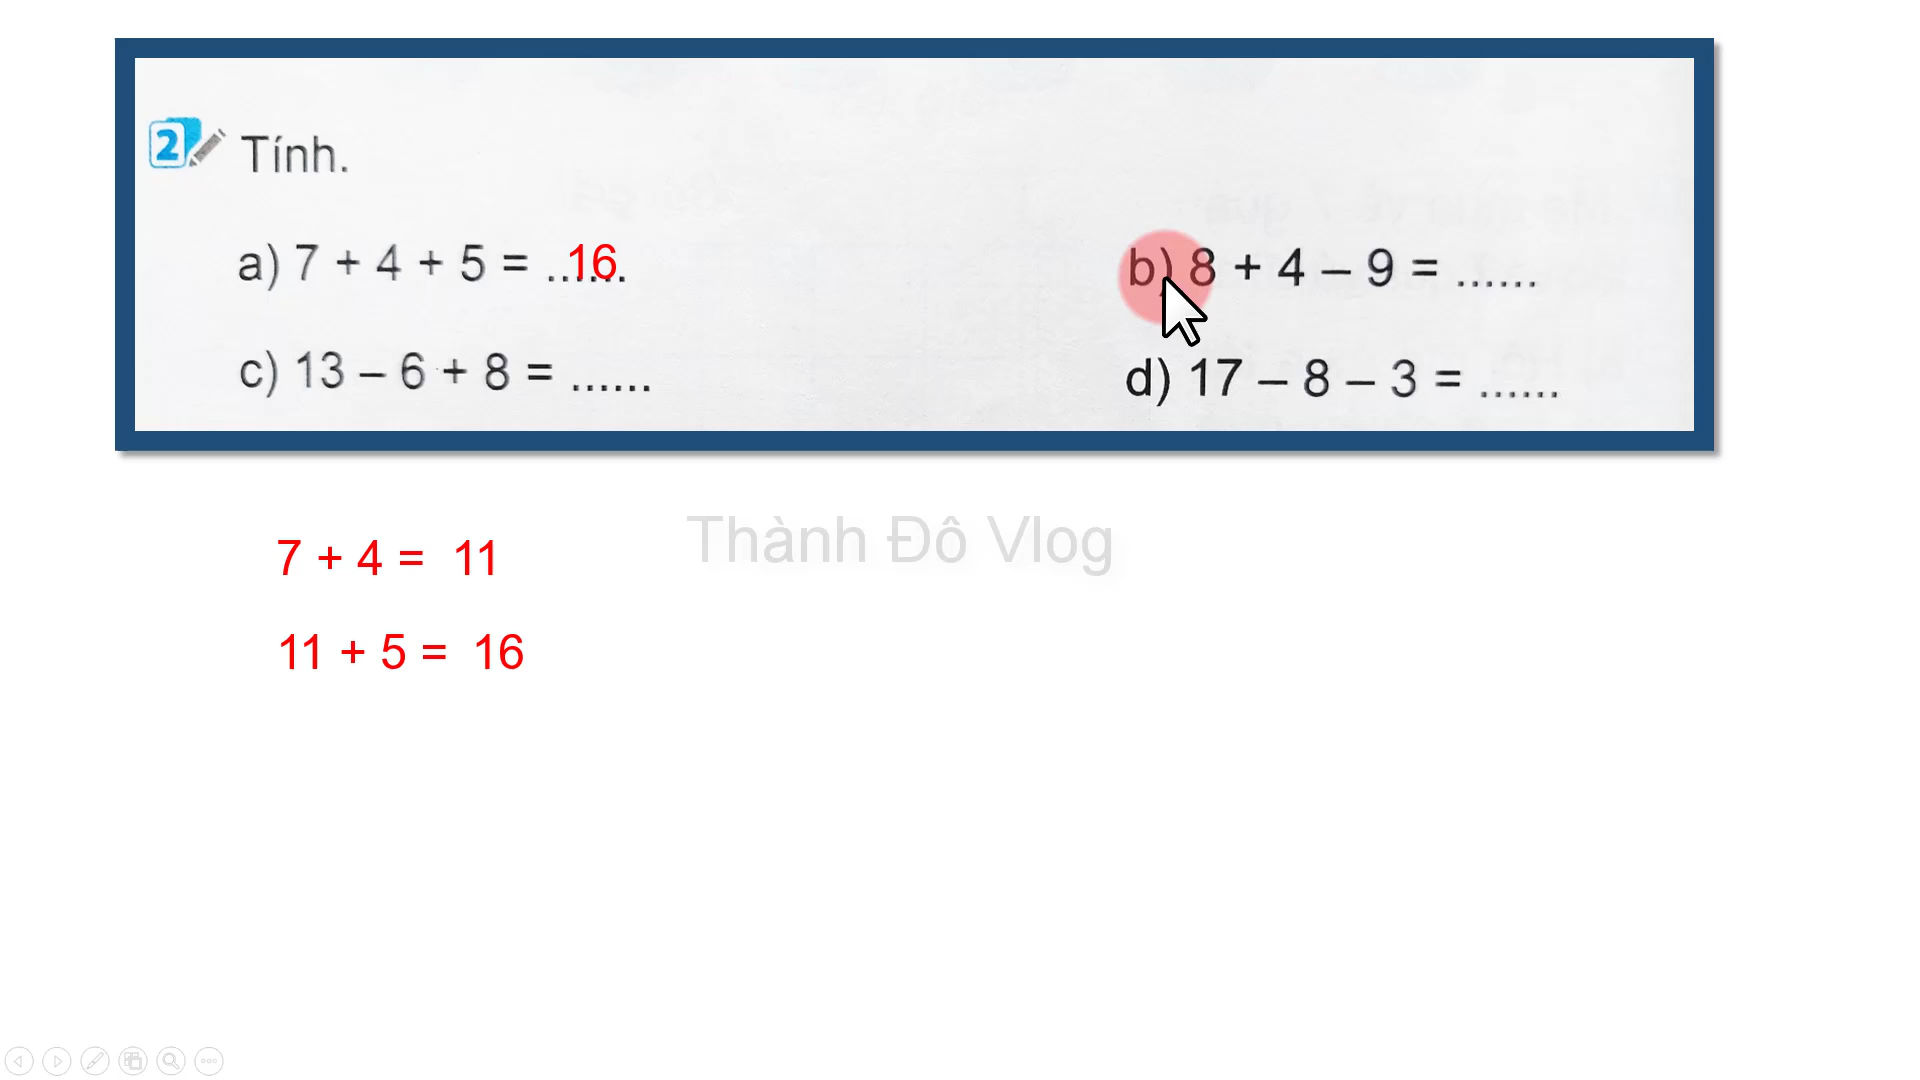 2 Tính.
a) 7 + 4 + 5 = ..16..
b) 8 + 4 – 9 = ......
c) 13 – 6 + 8 = ......
d) 17 – 8 – 3 = ......
Thành Đô Vlog
7 + 4 = 11
11 + 5 = 16